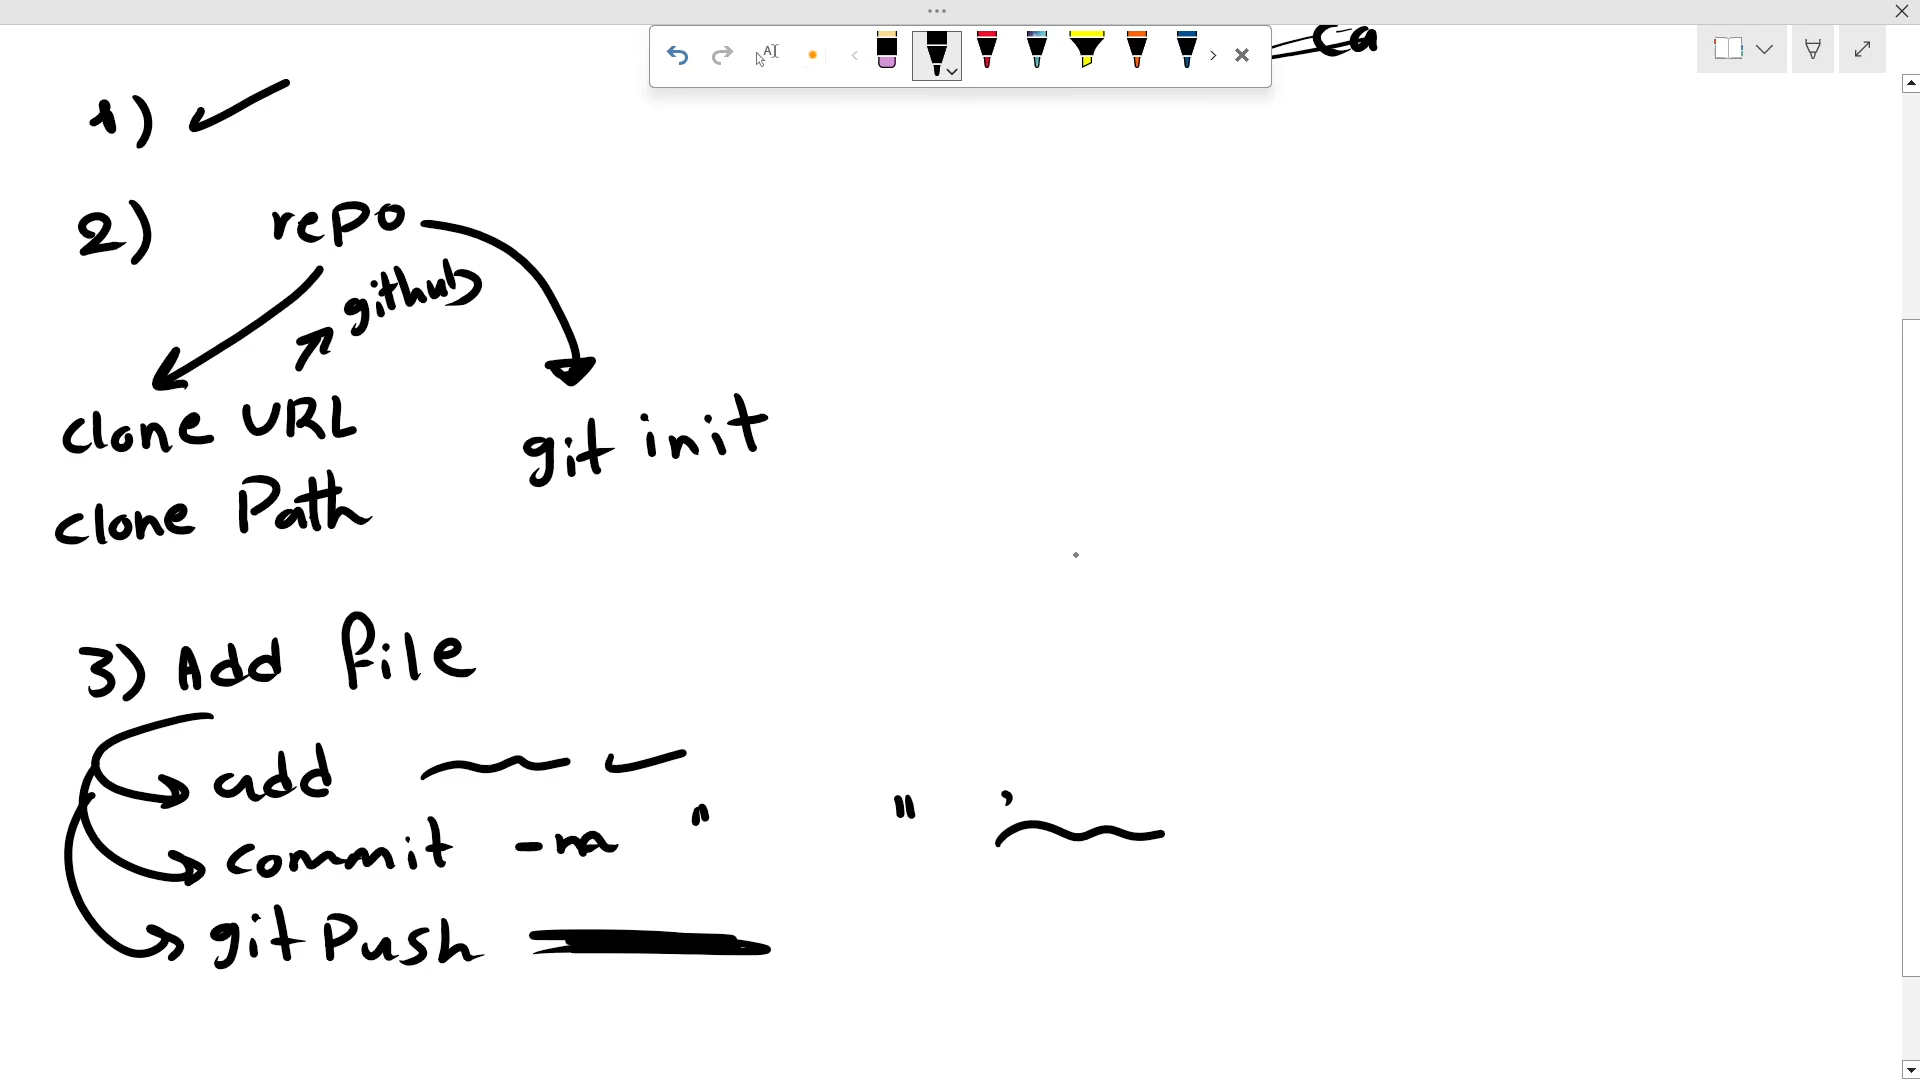 1)
2) repo
github
clone URL
git init
clone Path
3) Add file
add
commit -m " " ,
git Push